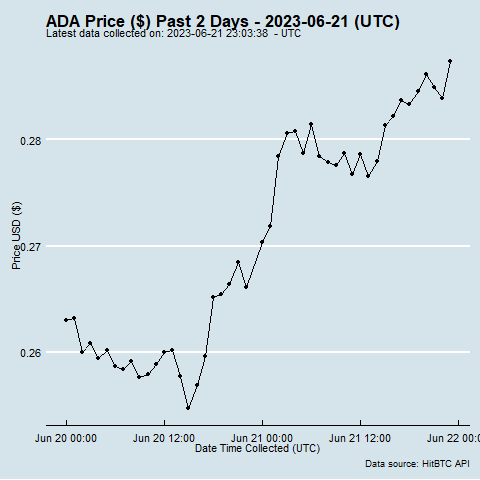 ADA Price ($) Past 2 Days - 2023-06-21 (UTC)
Latest data collected on: 2023-06-21 23:03:38 - UTC
0.28
0.27
0.26
Price USD ($)
Jun 20 00:00 Jun 20 12:00 Jun 21 00:00 Jun 21 12:00 Jun 22 00:0
Date Time Collected (UTC)
Data source: HitBTC API